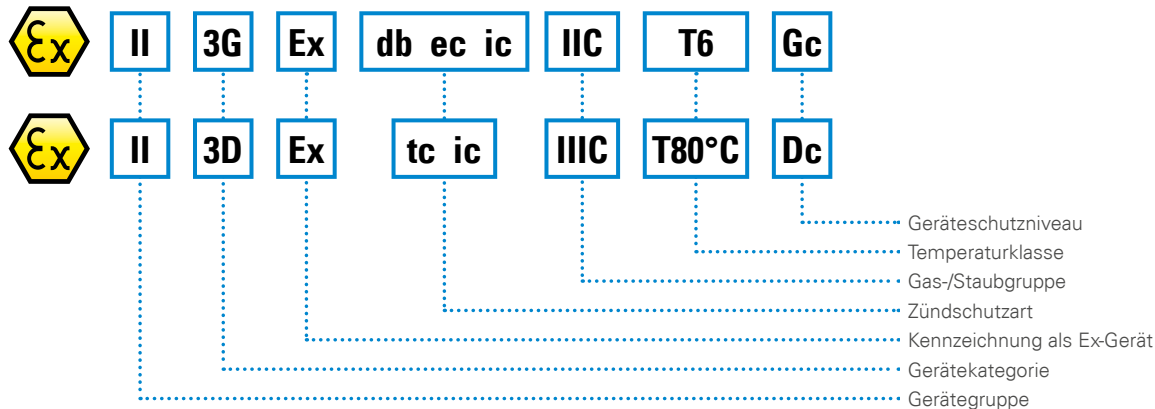 Ex II 3G Ex db ec ic IIC T6 Gc
Ex II 3D Ex tc ic IIIC T80°C Dc
Geräteschutzniveau
Temperaturklasse
Gas-/Staubgruppe
Zündschutzart
Kennzeichnung als Ex-Gerät
Gerätekategorie
Gerätegruppe